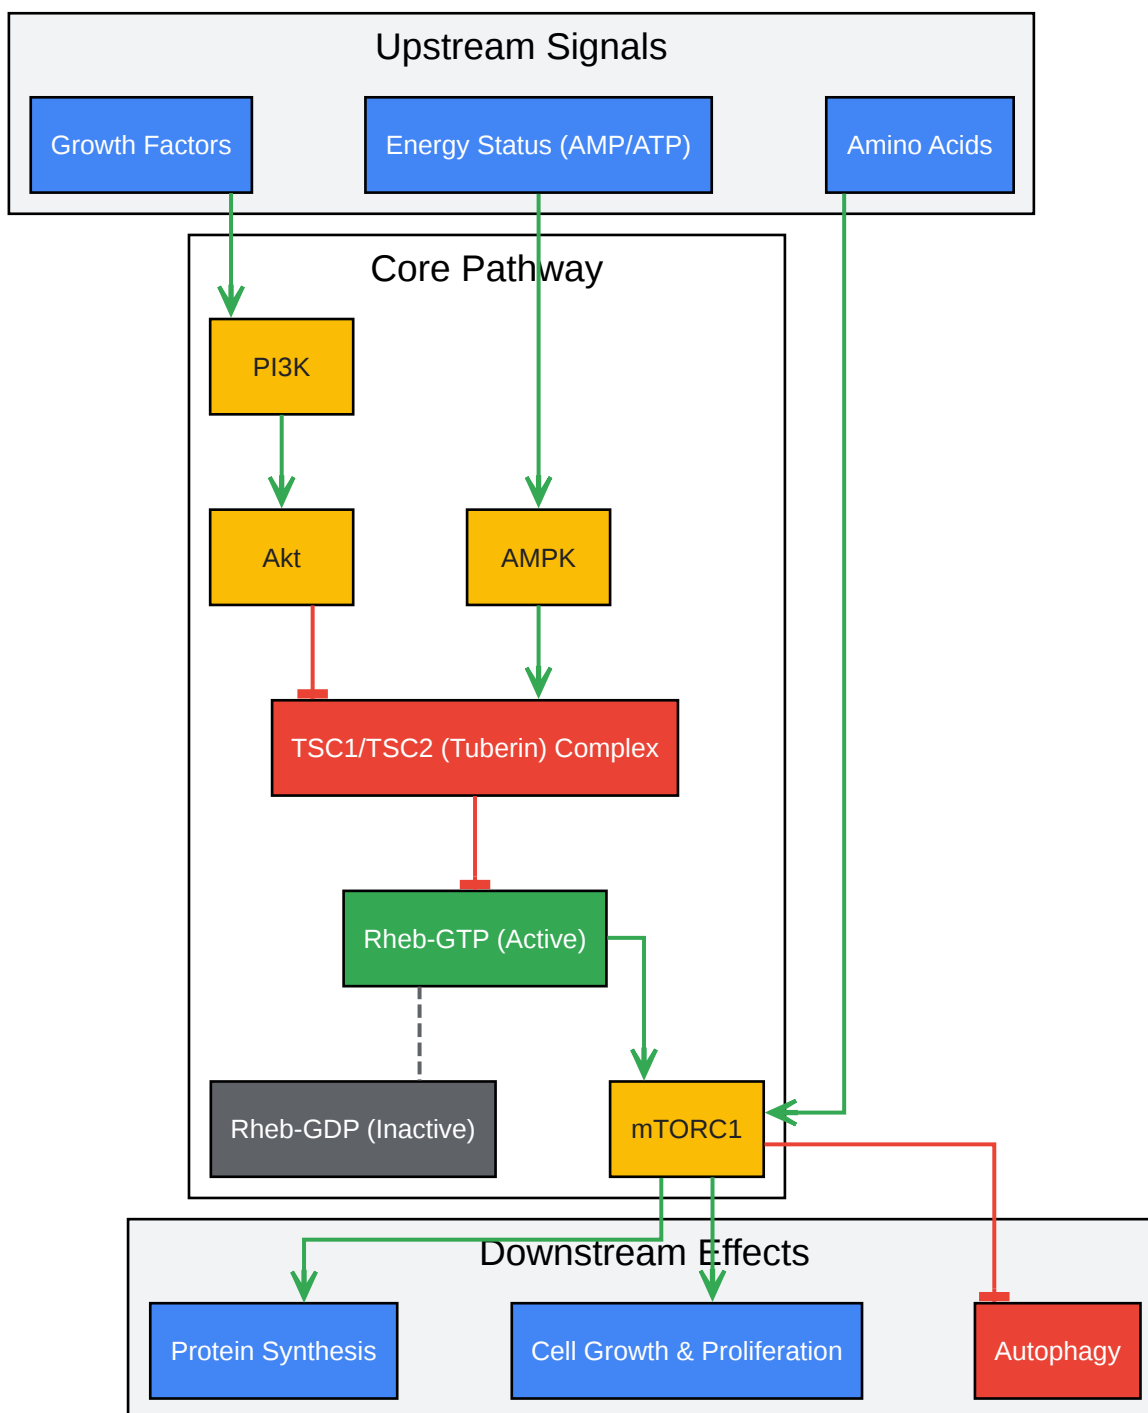 Upstream Signals
Growth Factors
Energy Status (AMP/ATP)
Amino Acids
Core Pathway
PI3K
Akt
AMPK
TSC1/TSC2 (Tuberin) Complex
Rheb-GTP (Active)
Rheb-GDP (Inactive)
mTORC1
Downstream Effects
Protein Synthesis
Cell Growth & Proliferation
Autophagy